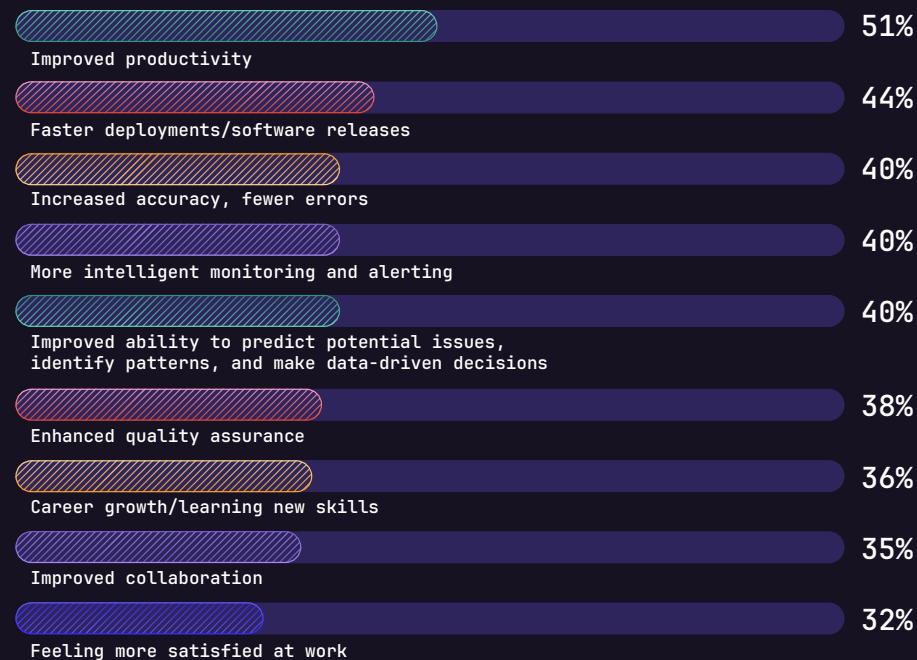 51%
Improved productivity
44%
Faster deployments/software releases
40%
Increased accuracy, fewer errors
40%
More intelligent monitoring and alerting
40%
Improved ability to predict potential issues,
identify patterns, and make data-driven decisions
38%
Enhanced quality assurance
36%
Career growth/learning new skills
35%
Improved collaboration
32%
Feeling more satisfied at work